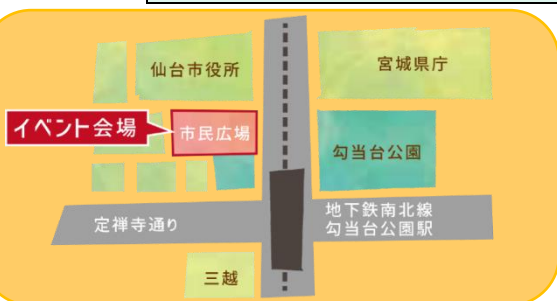 仙台市役所
宮城県庁
イベント会場
市民広場
勾当台公園
定禅寺通り
地下鉄南北線
勾当台公園駅
三越